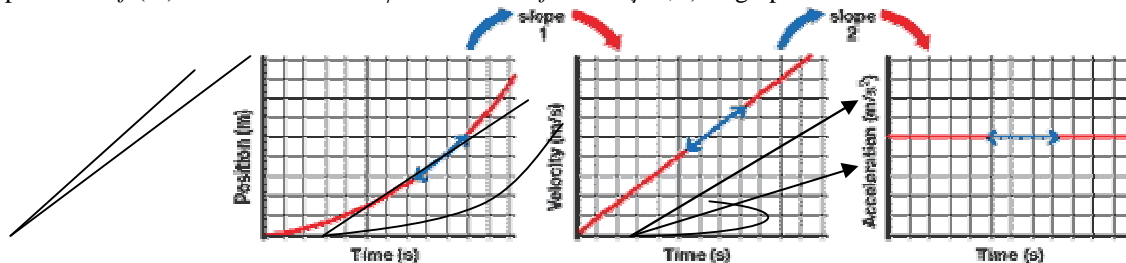 slope
1
slope
2
Position (m)
Time (s)
Velocity (m/s)
Time (s)
Acceleration (m/s²)
Time (s)